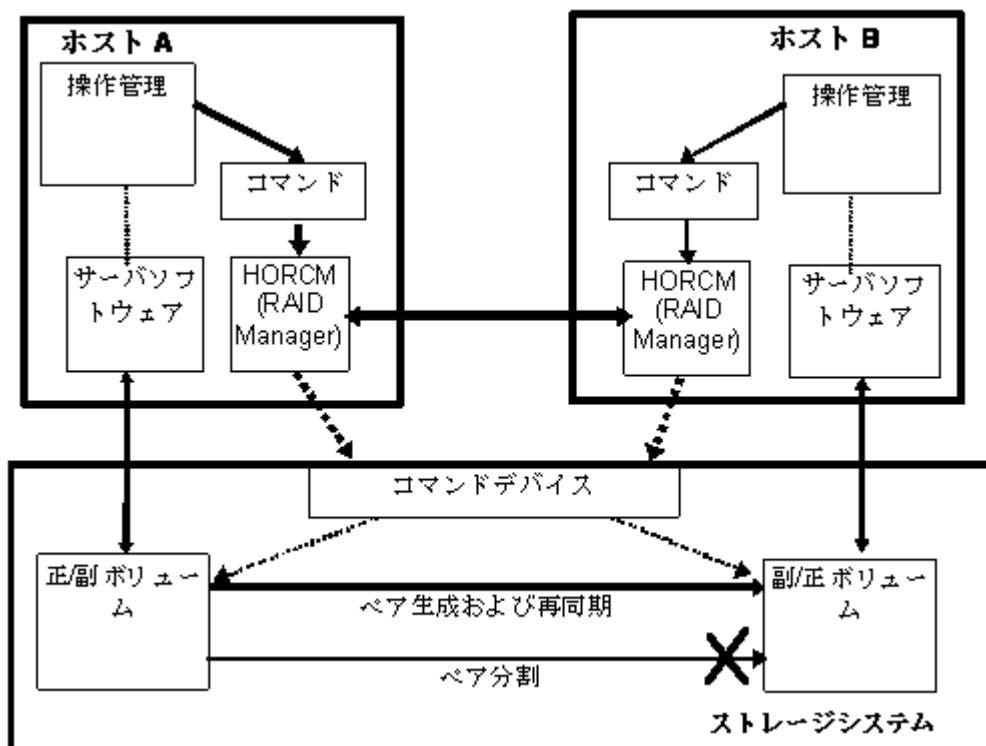 ホスト A
操作管理
コマンド
サーバソフ
トウェア
HORCM
(RAID
Manager)
ホスト B
操作管理
コマンド
HORCM
(RAID
Manager)
サーバソフ
トウェア
コマンドデバイス
正/副 ボリュー
ム
副/正 ボリュー
ム
ペア生成および再同期
ペア分割
ストレージシステム